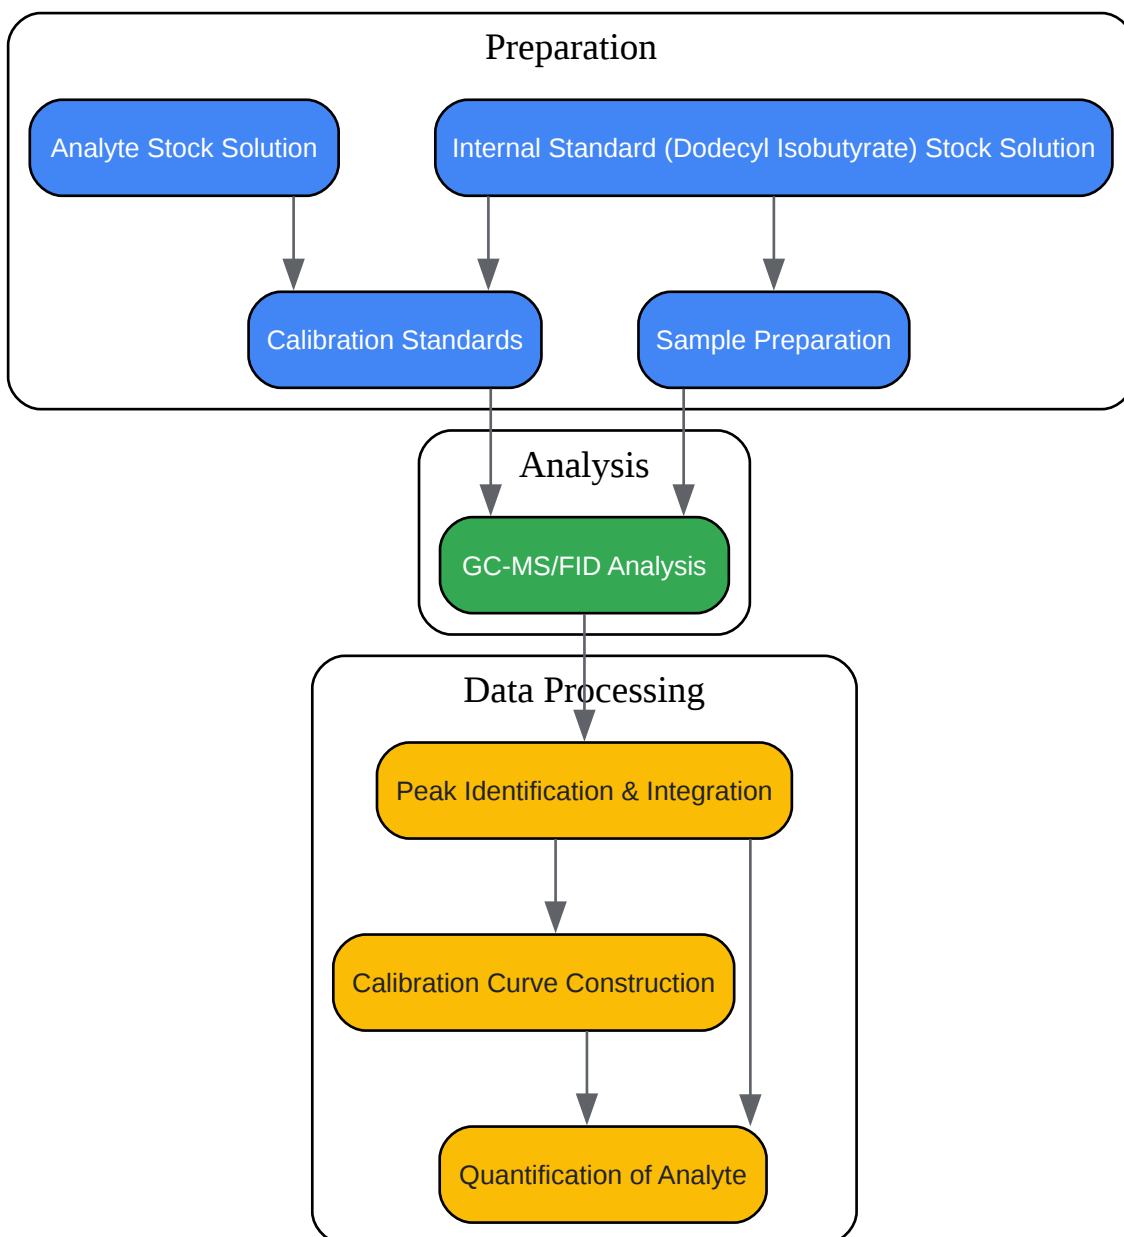 Preparation
Analyte Stock Solution
Internal Standard (Dodecyl Isobutyrate) Stock Solution
Calibration Standards
Sample Preparation
Analysis
GC-MS/FID Analysis
Data Processing
Peak Identification & Integration
Calibration Curve Construction
Quantification of Analyte